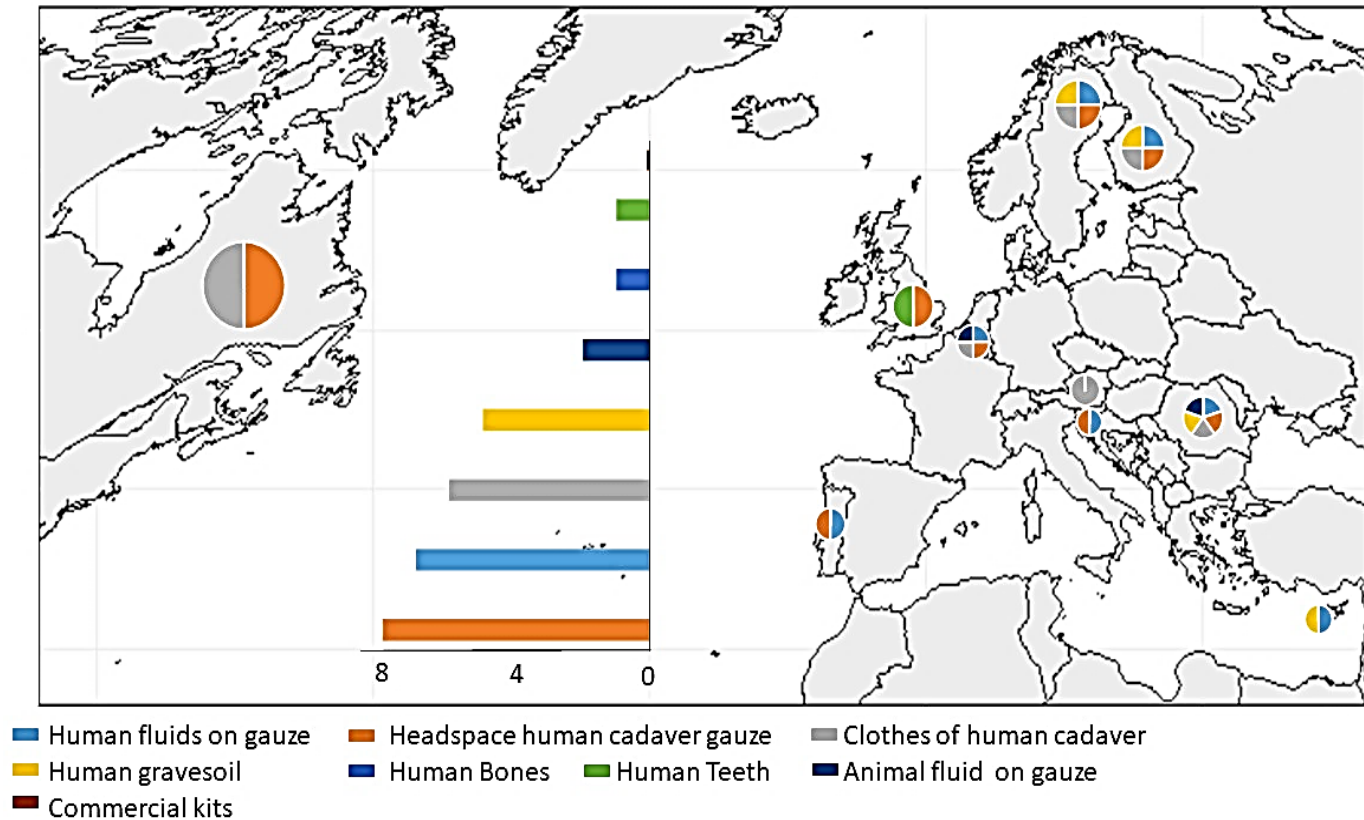 8 4 0
Human fluids on gauze Headspace human cadaver gauze Clothes of human cadaver
Human gravesoil Human Bones Human Teeth Animal fluid on gauze
Commercial kits